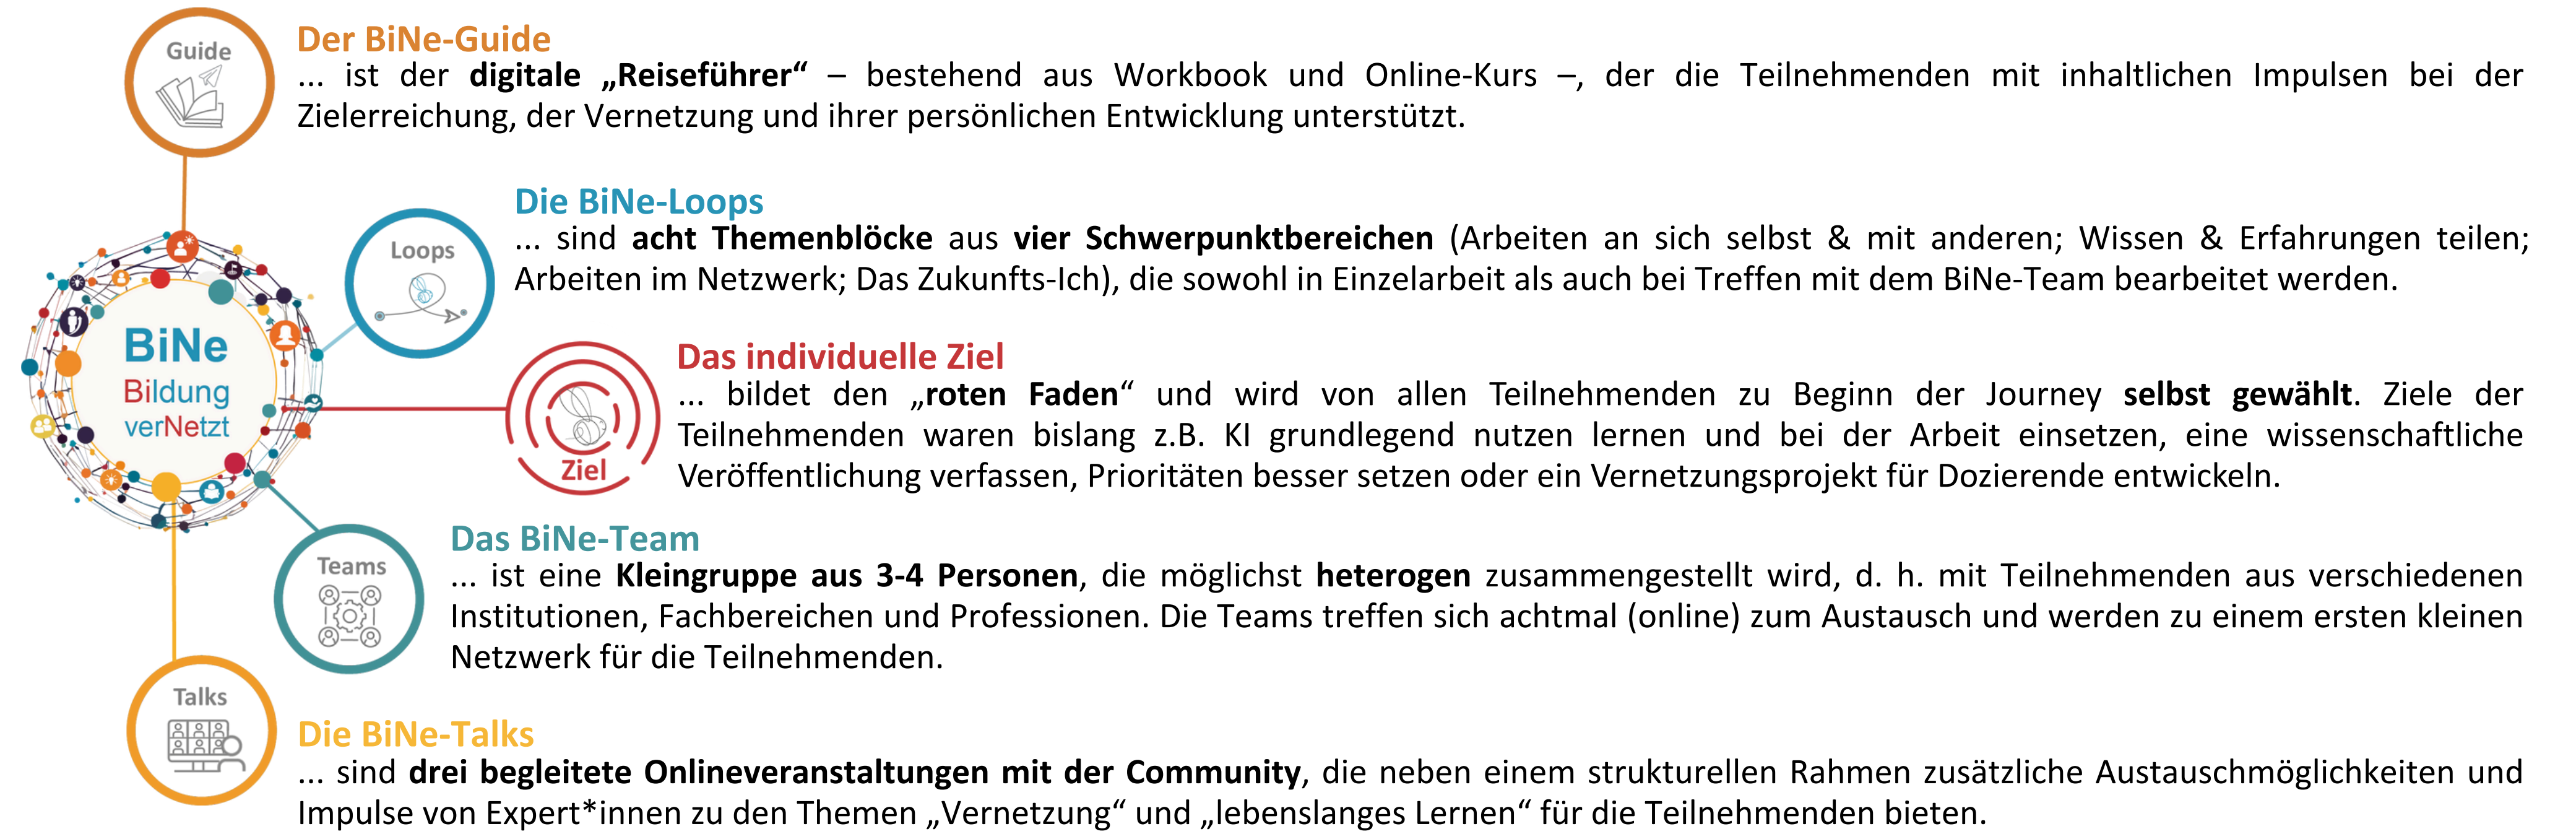 Guide
Der BiNe-Guide
... ist der digitale „Reiseführer“ – bestehend aus Workbook und Online-Kurs –, der die Teilnehmenden mit inhaltlichen Impulsen bei der
Zielerreichung, der Vernetzung und ihrer persönlichen Entwicklung unterstützt.
Loops
Die BiNe-Loops
... sind acht Themenblöcke aus vier Schwerpunktbereichen (Arbeiten an sich selbst & mit anderen; Wissen & Erfahrungen teilen;
Arbeiten im Netzwerk; Das Zukunfts-Ich), die sowohl in Einzelarbeit als auch bei Treffen mit dem BiNe-Team bearbeitet werden.
BiNe
Bildung
verNetzt
Ziel
Das individuelle Ziel
... bildet den „roten Faden“ und wird von allen Teilnehmenden zu Beginn der Journey selbst gewählt. Ziele der
Teilnehmenden waren bislang z.B. KI grundlegend nutzen lernen und bei der Arbeit einsetzen, eine wissenschaftliche
Veröffentlichung verfassen, Prioritäten besser setzen oder ein Vernetzungsprojekt für Dozierende entwickeln.
Teams
Das BiNe-Team
... ist eine Kleingruppe aus 3-4 Personen, die möglichst heterogen zusammengestellt wird, d. h. mit Teilnehmenden aus verschiedenen
Institutionen, Fachbereichen und Professionen. Die Teams treffen sich achtmal (online) zum Austausch und werden zu einem ersten kleinen
Netzwerk für die Teilnehmenden.
Talks
Die BiNe-Talks
... sind drei begleitete Onlineveranstaltungen mit der Community, die neben einem strukturellen Rahmen zusätzliche Austauschmöglichkeiten und
Impulse von Expert*innen zu den Themen „Vernetzung“ und „lebenslanges Lernen“ für die Teilnehmenden bieten.